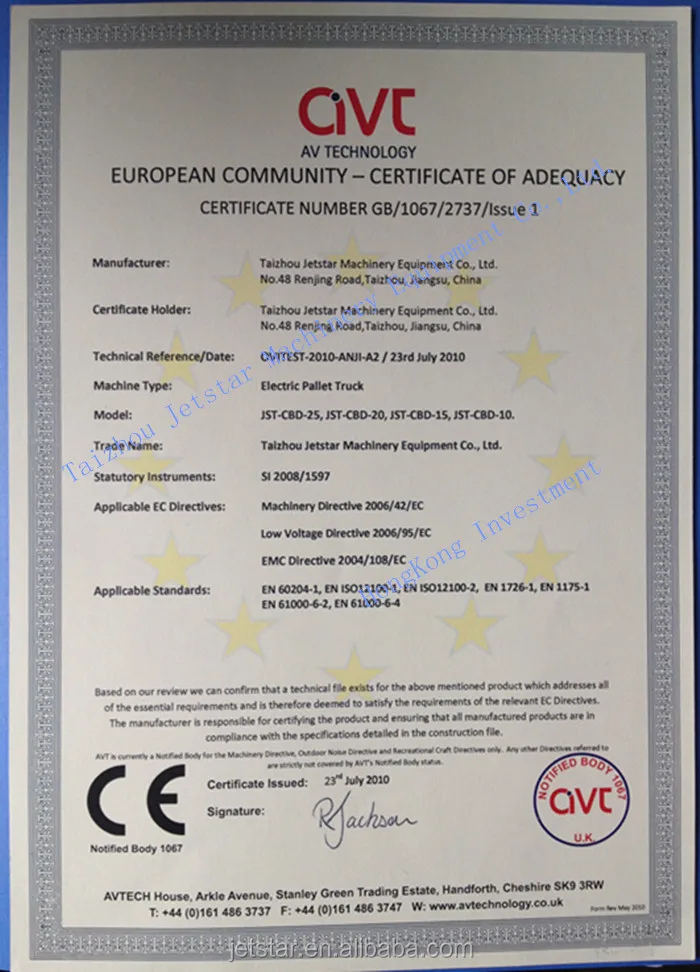 avt
AV TECHNOLOGY
EUROPEAN COMMUNITY – CERTIFICATE OF ADEQUACY
CERTIFICATE NUMBER GB/1067/2737/Issue 1
Manufacturer: Taizhou Jetstar Machinery Equipment Co., Ltd.
No.48 Renjing Road,Taizhou, Jiangsu, China
Certificate Holder: Taizhou Jetstar Machinery Equipment Co., Ltd.
No.48 Renjing Road,Taizhou, Jiangsu, China
Technical Reference/Date: OVITEST-2010-ANJI-A2 / 23rd July 2010
Machine Type: Electric Pallet Truck
Model: JST-CBD-25, JST-CBD-20, JST-CBD-15, JST-CBD-10.
Trade Name: Taizhou Jetstar Machinery Equipment Co., Ltd.
Statutory Instruments: SI 2008/1597
Applicable EC Directives: Machinery Directive 2006/42/EC
Low Voltage Directive 2006/95/EC
EMC Directive 2004/108/EC
Applicable Standards: EN 60204-1, EN ISO12100-1, EN ISO12100-2, EN 1726-1, EN 1175-1
EN 61000-6-2, EN 61000-6-4
Based on our review we can confirm that a technical file exists for the above mentioned product which addresses all
of the essential requirements and is therefore deemed to satisfy the requirements of the relevant EC Directives.
The manufacturer is responsible for certifying the product and ensuring that all manufactured products are in
compliance with the specifications detailed in the construction file.
AVT is currently a Notified Body for the Machinery Directive, Outdoor Noise Directive and Recreational Craft Directives only. Any other Directives referred to
are strictly not covered by AVT's Notified Body status.
CE
Notified Body 1067
Certificate Issued: 23rd July 2010
Signature: RJackson
NOTIFIED BODY 1067
avt
U.K.
AVTECH House, Arkle Avenue, Stanley Green Trading Estate, Handforth, Cheshire SK9 3RW
T: +44 (0)161 486 3737 F: +44 (0)161 486 3747 W: www.avtechnology.co.uk
Form Rev May 2010
Taizhou Jetstar Machinery Equipment Co.,Ltd.
HongKong Investment
jetstar.en.alibaba.com